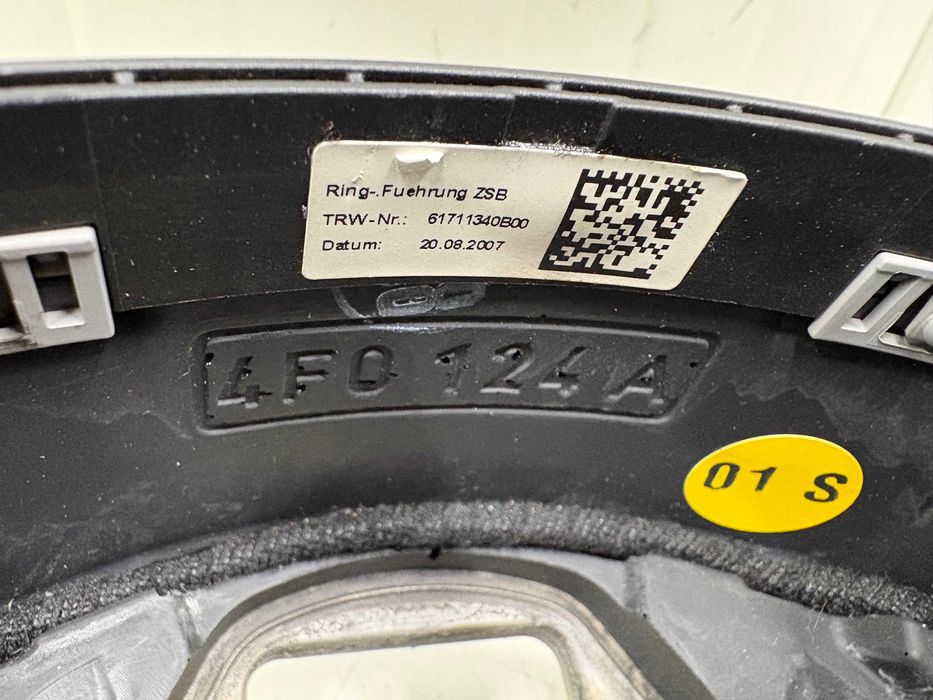 Ring-.Fuehrung ZSB
TRW-Nr.: 61711340B00
Datum: 20.08.2007
4F0 124 A
01 S